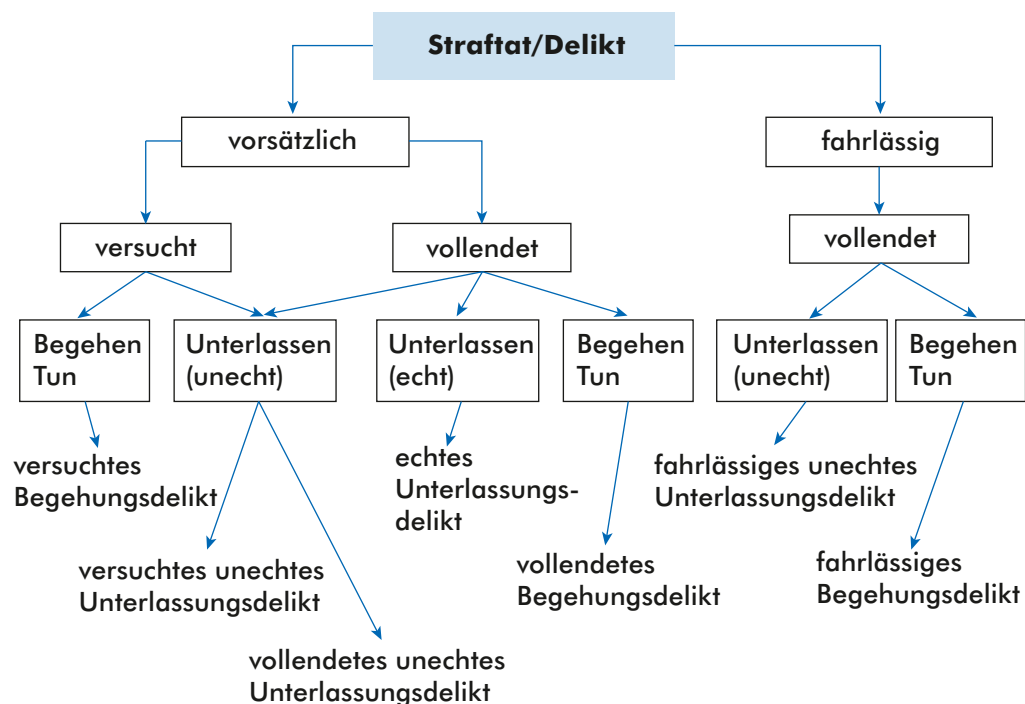 Straftat/Delikt
vorsätzlich
fahrlässig
versucht
vollendet
vollendet
Begehen
Tun
Unterlassen
(unecht)
Unterlassen
(echt)
Begehen
Tun
Unterlassen
(unecht)
Begehen
Tun
versuchtes
Begehungsdelikt
echtes
Unterlassungs-
delikt
fahrlässiges unechtes
Unterlassungsdelikt
versuchtes unechtes
Unterlassungsdelikt
vollendetes
Begehungsdelikt
fahrlässiges
Begehungsdelikt
vollendetes unechtes
Unterlassungsdelikt